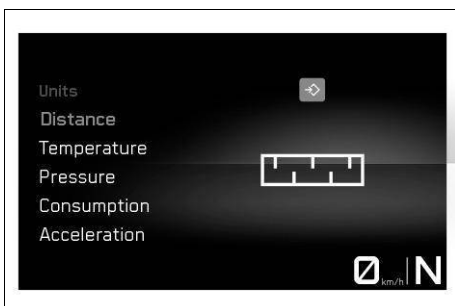 Units
Distance
Temperature
Pressure
Consumption
Acceleration
0 km/h N